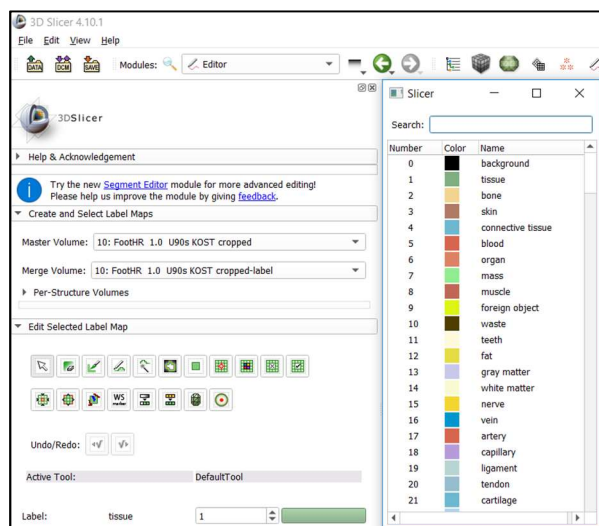 3D Slicer 4.10.1
File Edit View Help
DATA DCM SAVE Modules: Editor
3DSlicer
Help & Acknowledgement
Try the new Segment Editor module for more advanced editing!
Please help us improve the module by giving feedback.
Create and Select Label Maps
Master Volume: 10: FootHR 1.0 U90s KOST cropped
Merge Volume: 10: FootHR 1.0 U90s KOST cropped-label
Per-Structure Volumes
Edit Selected Label Map
WS
Undo/Redo:
Active Tool: DefaultTool
Label: tissue 1
Slicer
Search:
Number Color Name
0 background
1 tissue
2 bone
3 skin
4 connective tissue
5 blood
6 organ
7 mass
8 muscle
9 foreign object
10 waste
11 teeth
12 fat
13 gray matter
14 white matter
15 nerve
16 vein
17 artery
18 capillary
19 ligament
20 tendon
21 cartilage